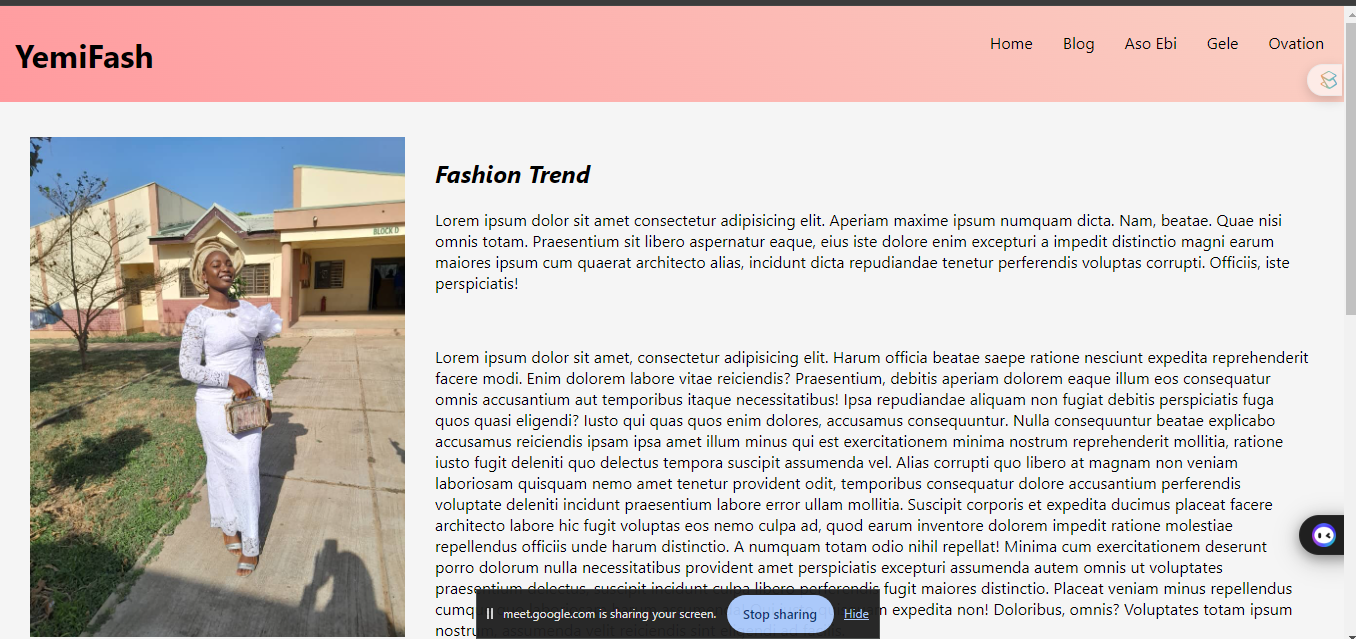 YemiFash
Home Blog Aso Ebi Gele Ovation
BLOCK D
Fashion Trend
Lorem ipsum dolor sit amet consectetur adipisicing elit. Aperiam maxime ipsum numquam dicta. Nam, beatae. Quae nisi
omnis totam. Praesentium sit libero aspernatur eaque, eius iste dolore enim excepturi a impedit distinctio magni earum
maiores ipsum cum quaerat architecto alias, incidunt dicta repudiandae tenetur perferendis voluptas corrupti. Officiis, iste
perspiciatis!
Lorem ipsum dolor sit amet, consectetur adipisicing elit. Harum officia beatae saepe ratione nesciunt expedita reprehenderit
facere modi. Enim dolorem labore vitae reiciendis? Praesentium, debitis aperiam dolorem eaque illum eos consequatur
omnis accusantium aut temporibus itaque necessitatibus! Ipsa repudiandae aliquam non fugiat debitis perspiciatis fuga
quos quasi eligendi? Iusto qui quas quos enim dolores, accusamus consequuntur. Nulla consequuntur beatae explicabo
accusamus reiciendis ipsam ipsa amet illum minus qui est exercitationem minima nostrum reprehenderit mollitia, ratione
iusto fugit deleniti quo delectus tempora suscipit assumenda vel. Alias corrupti quo libero at magnam non veniam
laboriosam quisquam nemo amet tenetur provident odit, temporibus consequatur dolore accusantium perferendis
voluptate deleniti incidunt praesentium labore error ullam mollitia. Suscipit corporis et expedita ducimus placeat facere
architecto labore hic fugit voluptas eos nemo culpa ad, quod earum inventore dolorem impedit ratione molestiae
repellendus officiis unde harum distinctio. A numquam totam odio nihil repellat! Minima cum exercitationem deserunt
porro dolorum nulla necessitatibus provident amet perspiciatis excepturi assumenda autem omnis ut voluptates
praesentium delectus, suscipit incidunt culpa libero perferendis fugit maiores distinctio. Placeat veniam minus repellendus
expedita non! Doloribus, omnis? Voluptates totam ipsum
meet.google.com is sharing your screen. Stop sharing Hide